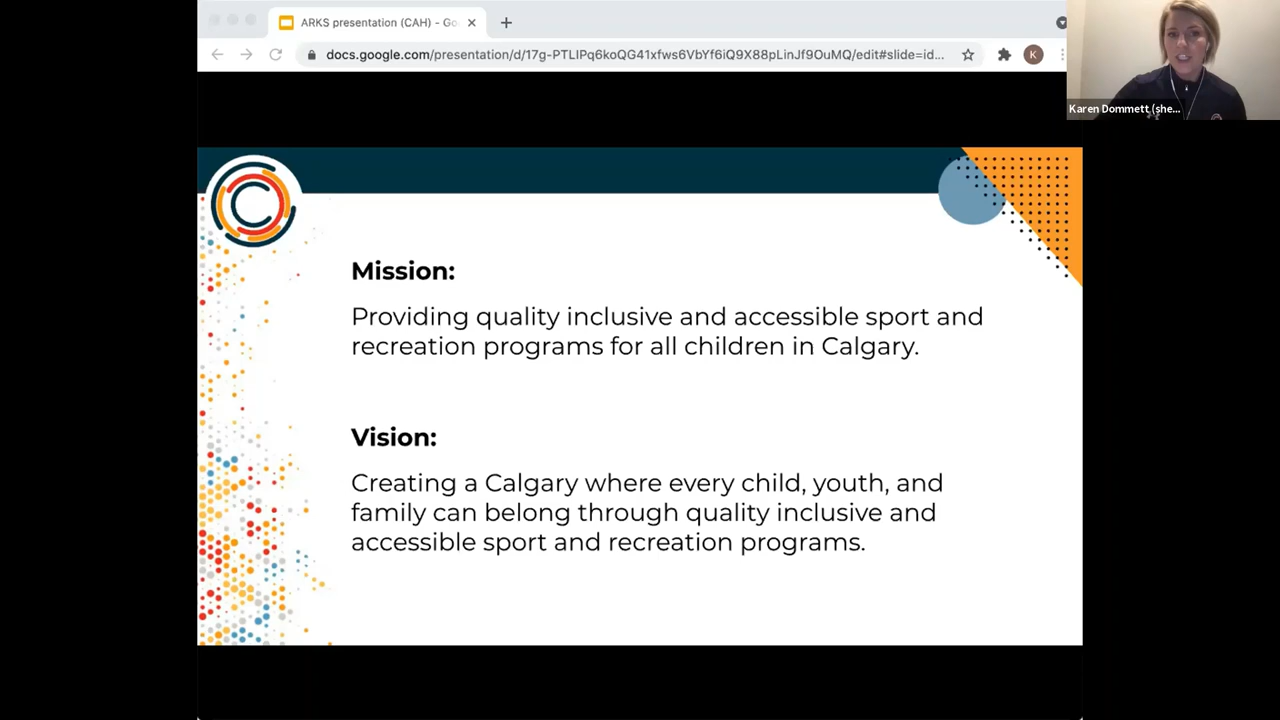 ARKS presentation (CAH) - Go
docs.google.com/presentation/d/17g-PTLIPq6koQG41xfws6VbYf6iQ9X88pLinJf9OuMQ/edit#slide=id...
K
Karen Dommett (she...
Mission:
Providing quality inclusive and accessible sport and
recreation programs for all children in Calgary.
Vision:
Creating a Calgary where every child, youth, and
family can belong through quality inclusive and
accessible sport and recreation programs.